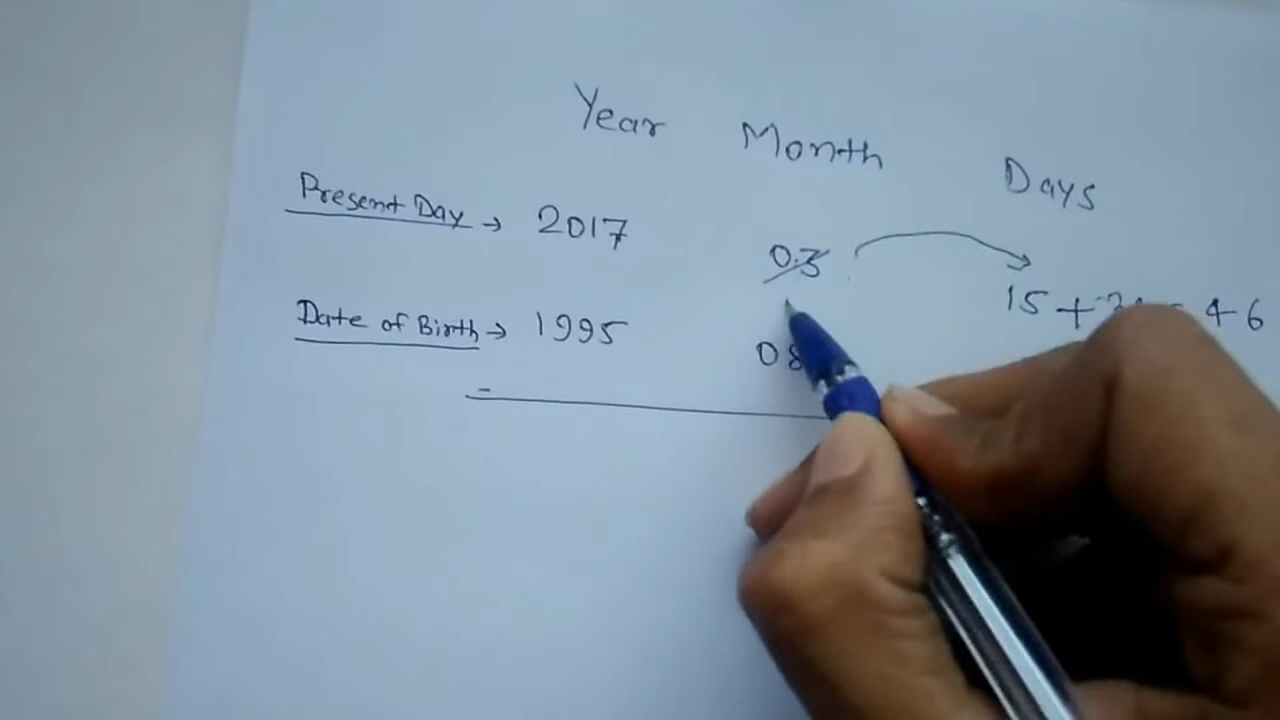 Year Month Days
Present Day → 2017 03 15 + 46
Date of Birth → 1995 08